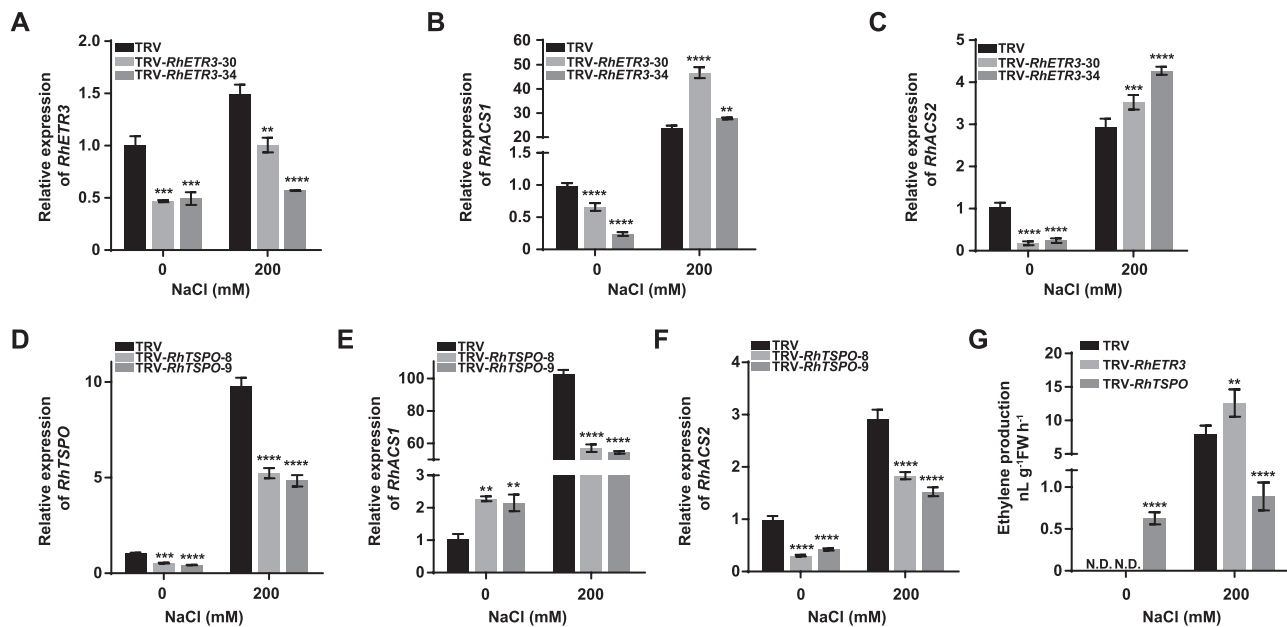 A
TRV
TRV-RhETR3-30
TRV-RhETR3-34
Relative expression
of RhETR3
2.0
1.5
1.0
0.5
0
***
***
**
****
0
200
NaCl (mM)
B
TRV
TRV-RhETR3-30
TRV-RhETR3-34
Relative expression
of RhACS1
60
50
40
30
20
1.5
1.0
0.5
0
****
****
****
**
0
200
NaCl (mM)
C
TRV
TRV-RhETR3-30
TRV-RhETR3-34
Relative expression
of RhACS2
5
4
3
2
1
0
****
****
***
****
0
200
NaCl (mM)
D
TRV
TRV-RhTSPO-8
TRV-RhTSPO-9
Relative expression
of RhTSPO
10
5
0
***
****
****
****
0
200
NaCl (mM)
E
TRV
TRV-RhTSPO-8
TRV-RhTSPO-9
Relative expression
of RhACS1
100
80
60
50
3
2
1
0
**
**
****
****
0
200
NaCl (mM)
F
TRV
TRV-RhTSPO-8
TRV-RhTSPO-9
Relative expression
of RhACS2
4
3
2
1
0
****
****
****
****
0
200
NaCl (mM)
G
TRV
TRV-RhETR3
TRV-RhTSPO
Ethylene production
nL g-1FW h-1
20
15
10
5
1.0
0.5
0
N.D. N.D.
****
**
****
0
200
NaCl (mM)